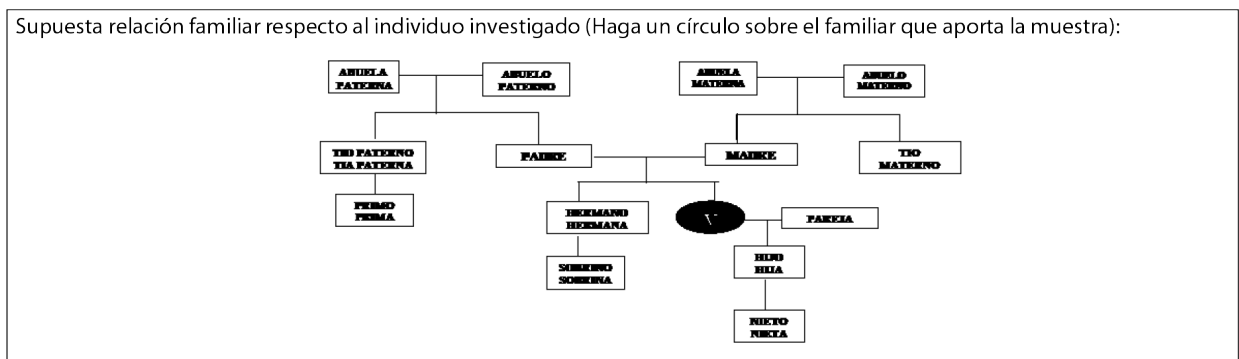 Supuesta relación familiar respecto al individuo investigado (Haga un círculo sobre el familiar que aporta la muestra):
ABUELA
PATERNA
ABUELO
PATERNO
ABUELA
MATERNA
ABUELO
MATERNO
TIO PATERNO
TIA PATERNA
PADRE
MADRE
TIO
MATERNO
PRIMO
PRIMA
HERMANO
HERMANA
V
PAREJA
SOBRINO
SOBRINA
HIJO
HIJA
NIETO
NIETA